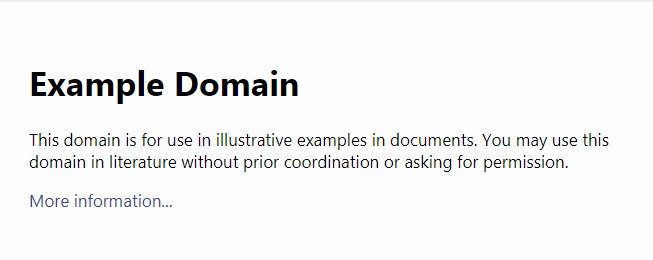 Example Domain
This domain is for use in illustrative examples in documents. You may use this
domain in literature without prior coordination or asking for permission.
More information...